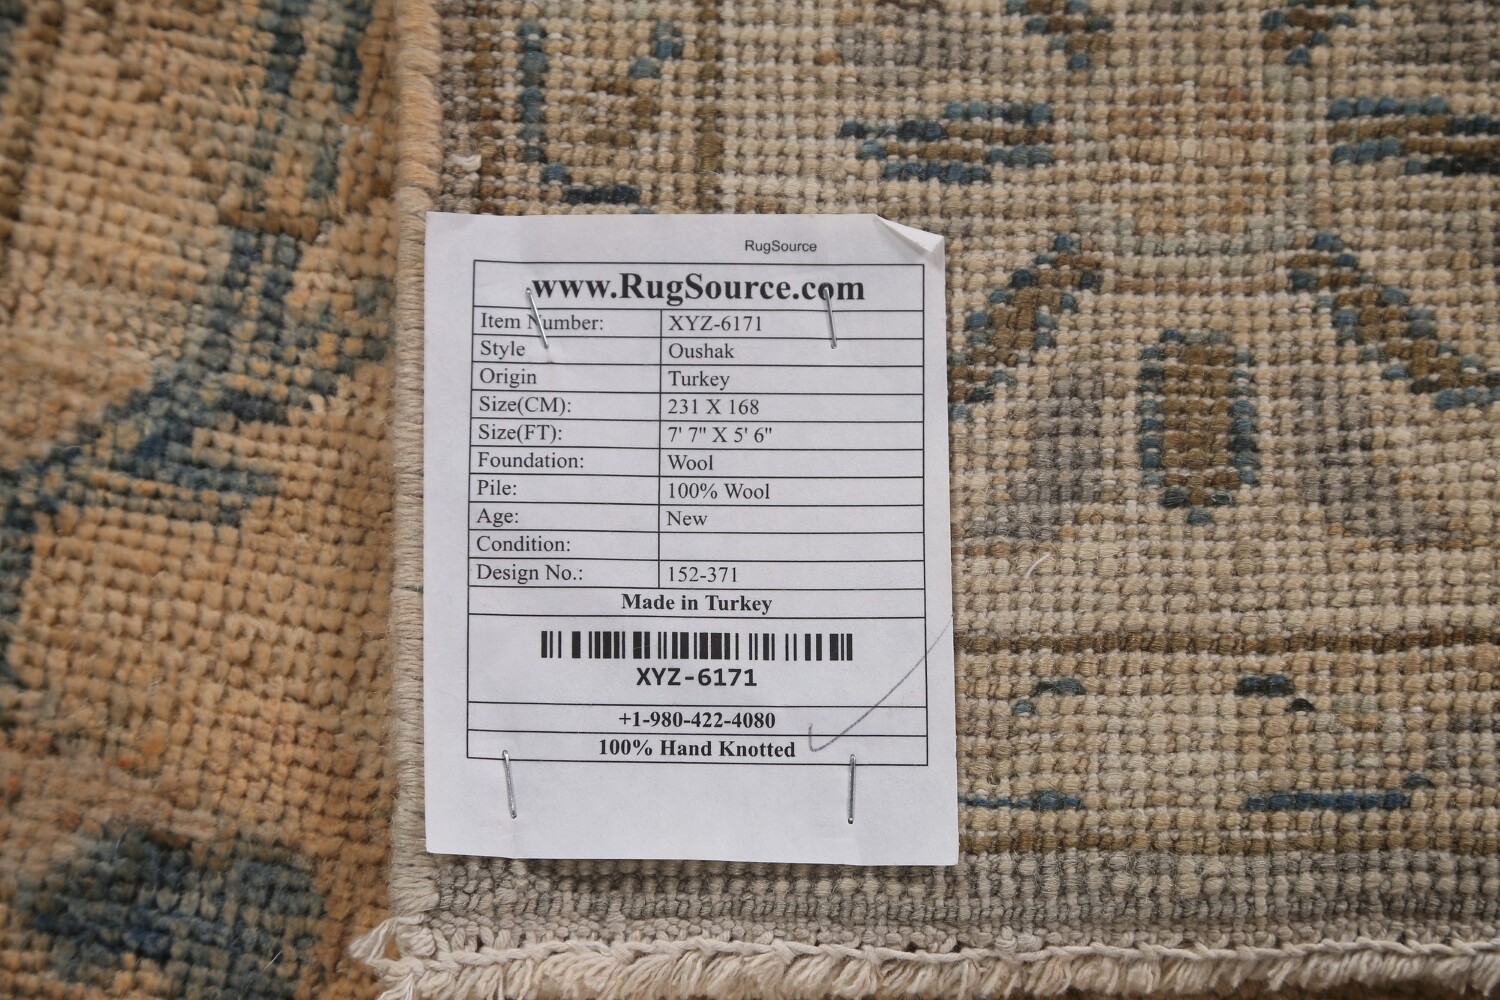 RugSource
www.RugSource.com
Item Number: XYZ-6171
Style Oushak
Origin Turkey
Size(CM): 231 X 168
Size(FT): 7' 7" X 5' 6"
Foundation: Wool
Pile: 100% Wool
Age: New
Condition:
Design No.: 152-371
Made in Turkey
XYZ-6171
+1-980-422-4080
100% Hand Knotted